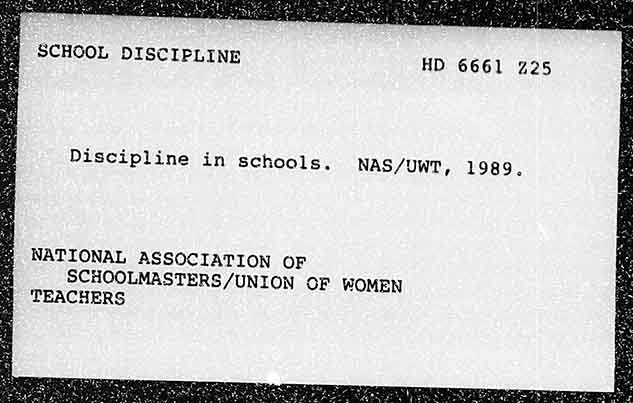 SCHOOL DISCIPLINE HD 6661 Z25
Discipline in schools. NAS/UWT, 1989.
NATIONAL ASSOCIATION OF
SCHOOLMASTERS/UNION OF WOMEN
TEACHERS